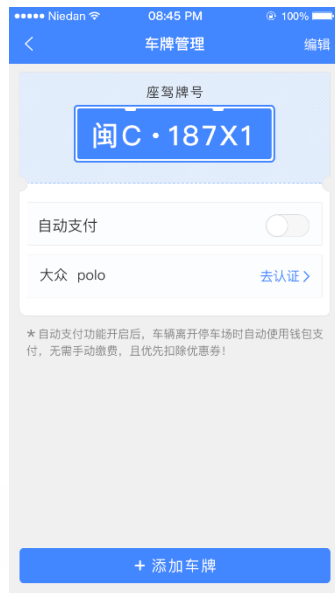 Niedan 08:45 PM 100%
车牌管理 编辑
座驾牌号
闽C·187X1
自动支付
大众 polo 去认证
*自动支付功能开启后，车辆离开停车场时自动使用钱包支
付，无需手动缴费，且优先扣除优惠券！
+ 添加车牌